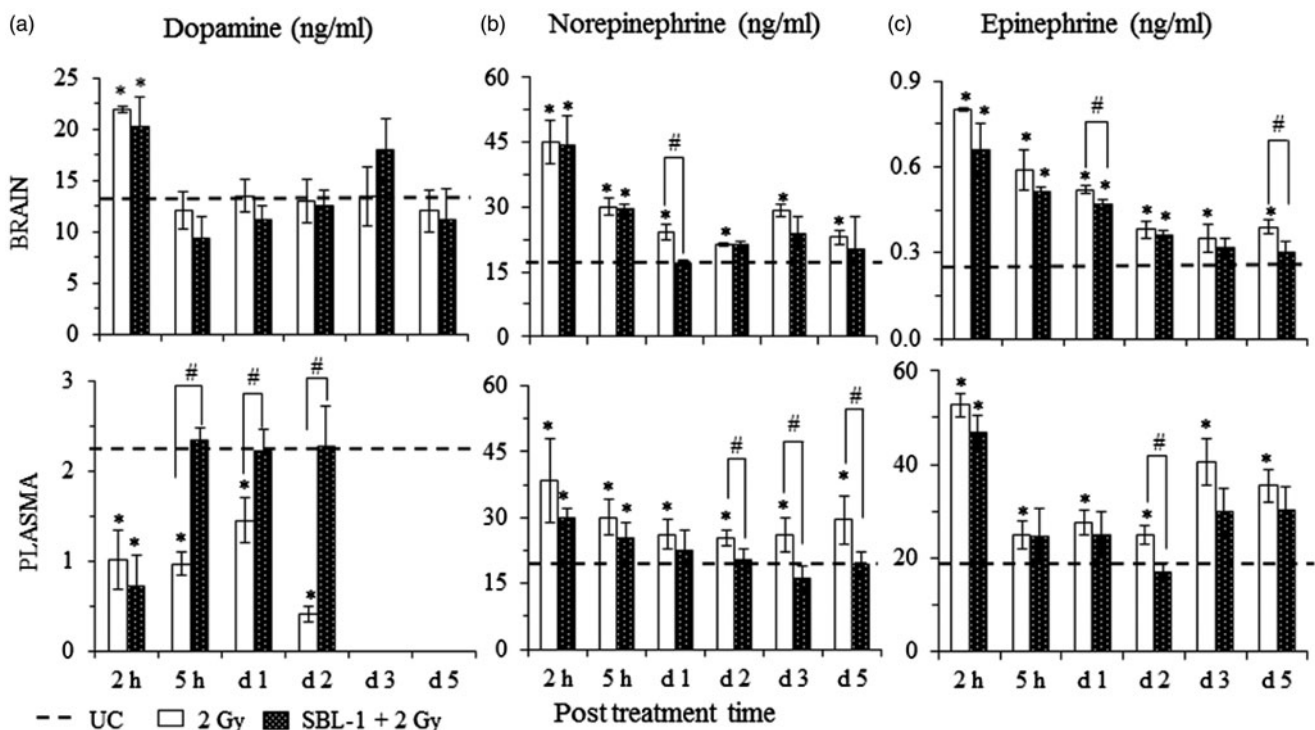 (a) Dopamine (ng/ml) (b) Norepinephrine (ng/ml) (c) Epinephrine (ng/ml)
BRAIN
25
20
15
10
5
0
* *
60
45
30
15
0
* * * * * # * * *
0.9
0.6
0.3
0.0
* * * * # * * * * * # *
PLASMA
3
2
1
0
* * # * # * # *
60
45
30
15
0
* * * * * # * # * # *
60
40
20
0
* * * * # * * *
2 h 5 h d 1 d 2 d 3 d 5
2 h 5 h d 1 d 2 d 3 d 5
2 h 5 h d 1 d 2 d 3 d 5
UC 2 Gy SBL-1 + 2 Gy Post treatment time